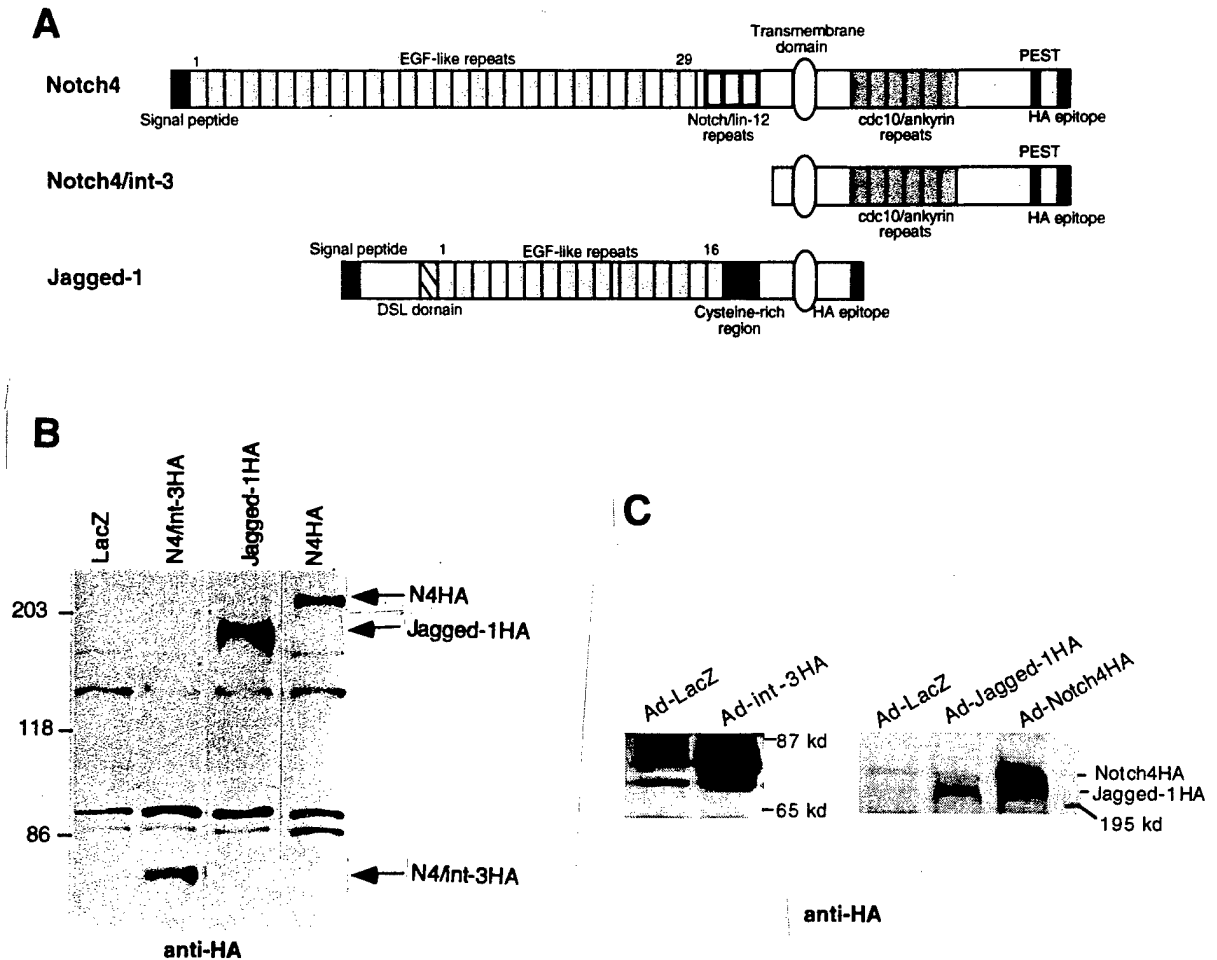 A
Transmembrane
domain
1
EGF-like repeats
29
PEST
Notch4
Signal peptide
Notch/lin-12
repeats
cdc10/ankyrin
repeats
HA epitope
PEST
Notch4/int-3
cdc10/ankyrin
repeats
HA epitope
Signal peptide
1
EGF-like repeats
16
Jagged-1
DSL domain
Cysteine-rich
region
HA epitope
B
LacZ
N4/int-3HA
Jagged-1HA
N4HA
203
118
86
N4HA
Jagged-1HA
N4/int-3HA
anti-HA
C
Ad-LacZ
Ad-int-3HA
87 kd
65 kd
Ad-LacZ
Ad-Jagged-1HA
Ad-Notch4HA
Notch4HA
Jagged-1HA
195 kd
anti-HA